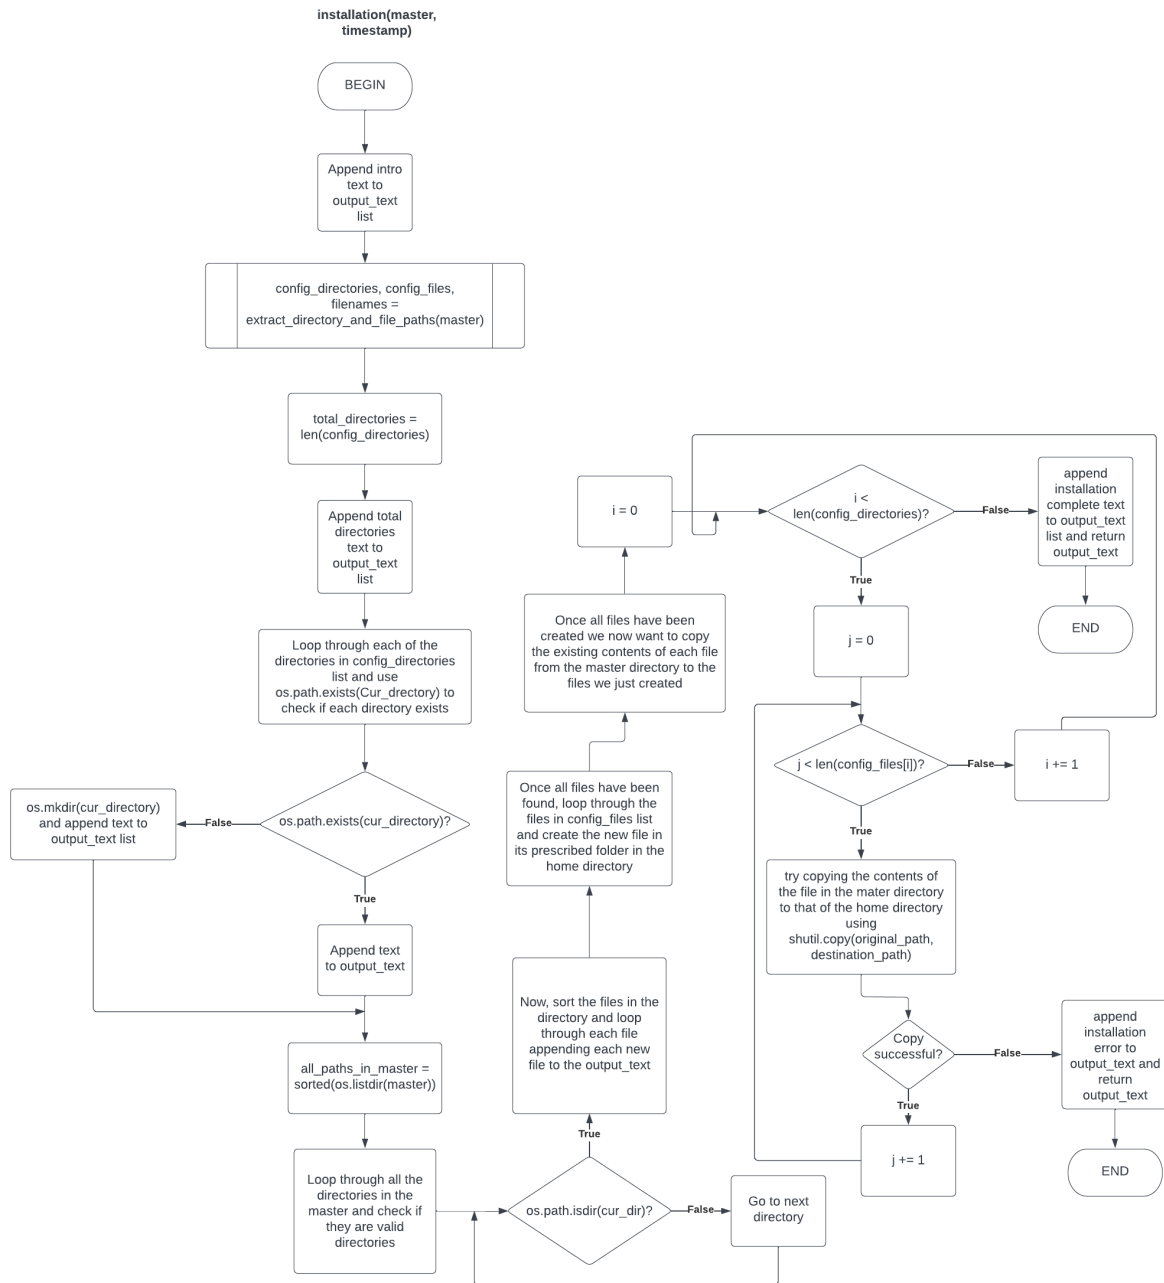 installation(master,
timestamp)
BEGIN
Append intro
text to
output_text
list
config_directories, config_files,
filenames =
extract_directory_and_file_paths(master)
total_directories =
len(config_directories)
Append total
directories
text to
output_text
list
Loop through each of the
directories in config_directories
list and use
os.path.exists(Cur_drectory) to
check if each directory exists
os.path.exists(cur_directory)?
False
os.mkdir(cur_directory)
and append text to
output_text list
True
Append text
to output_text
all_paths_in_master =
sorted(os.listdir(master))
Loop through all the
directories in the
master and check if
they are valid
directories
os.path.isdir(cur_dir)?
False
Go to next
directory
True
Now, sort the files in the
directory and loop
through each file
appending each new
file to the output_text
Once all files have been
found, loop through the
files in config_files list
and create the new file in
its prescribed folder in the
home directory
Once all files have been
created we now want to copy
the existing contents of each file
from the master directory to the
files we just created
i = 0
i <
len(config_directories)?
False
append
installation
complete text
to output_text
list and return
output_text
END
True
j = 0
j < len(config_files[i])?
False
i += 1
True
try copying the contents of
the file in the mater directory
to that of the home directory
using
shutil.copy(original_path,
destination_path)
Copy
successful?
False
append
installation
error to
output_text and
return
output_text
END
True
j += 1